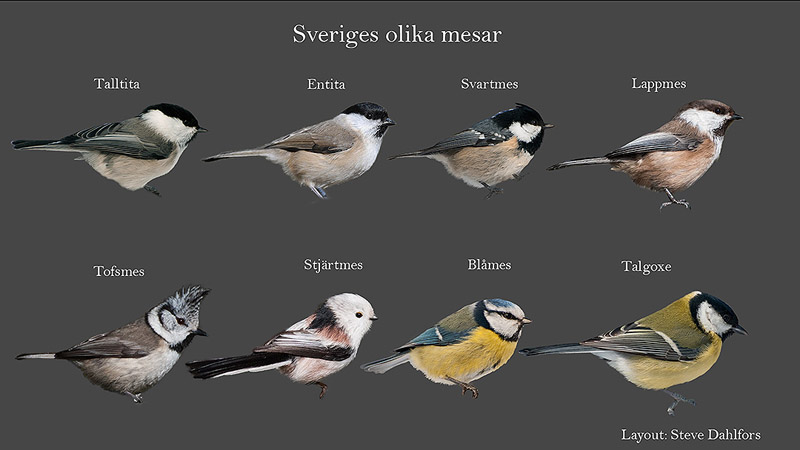 Sveriges olika mesar
Talltita
Entita
Svartmes
Lappmes
Tofsmes
Stjärtmes
Blåmes
Talgoxe
Layout: Steve Dahlfors